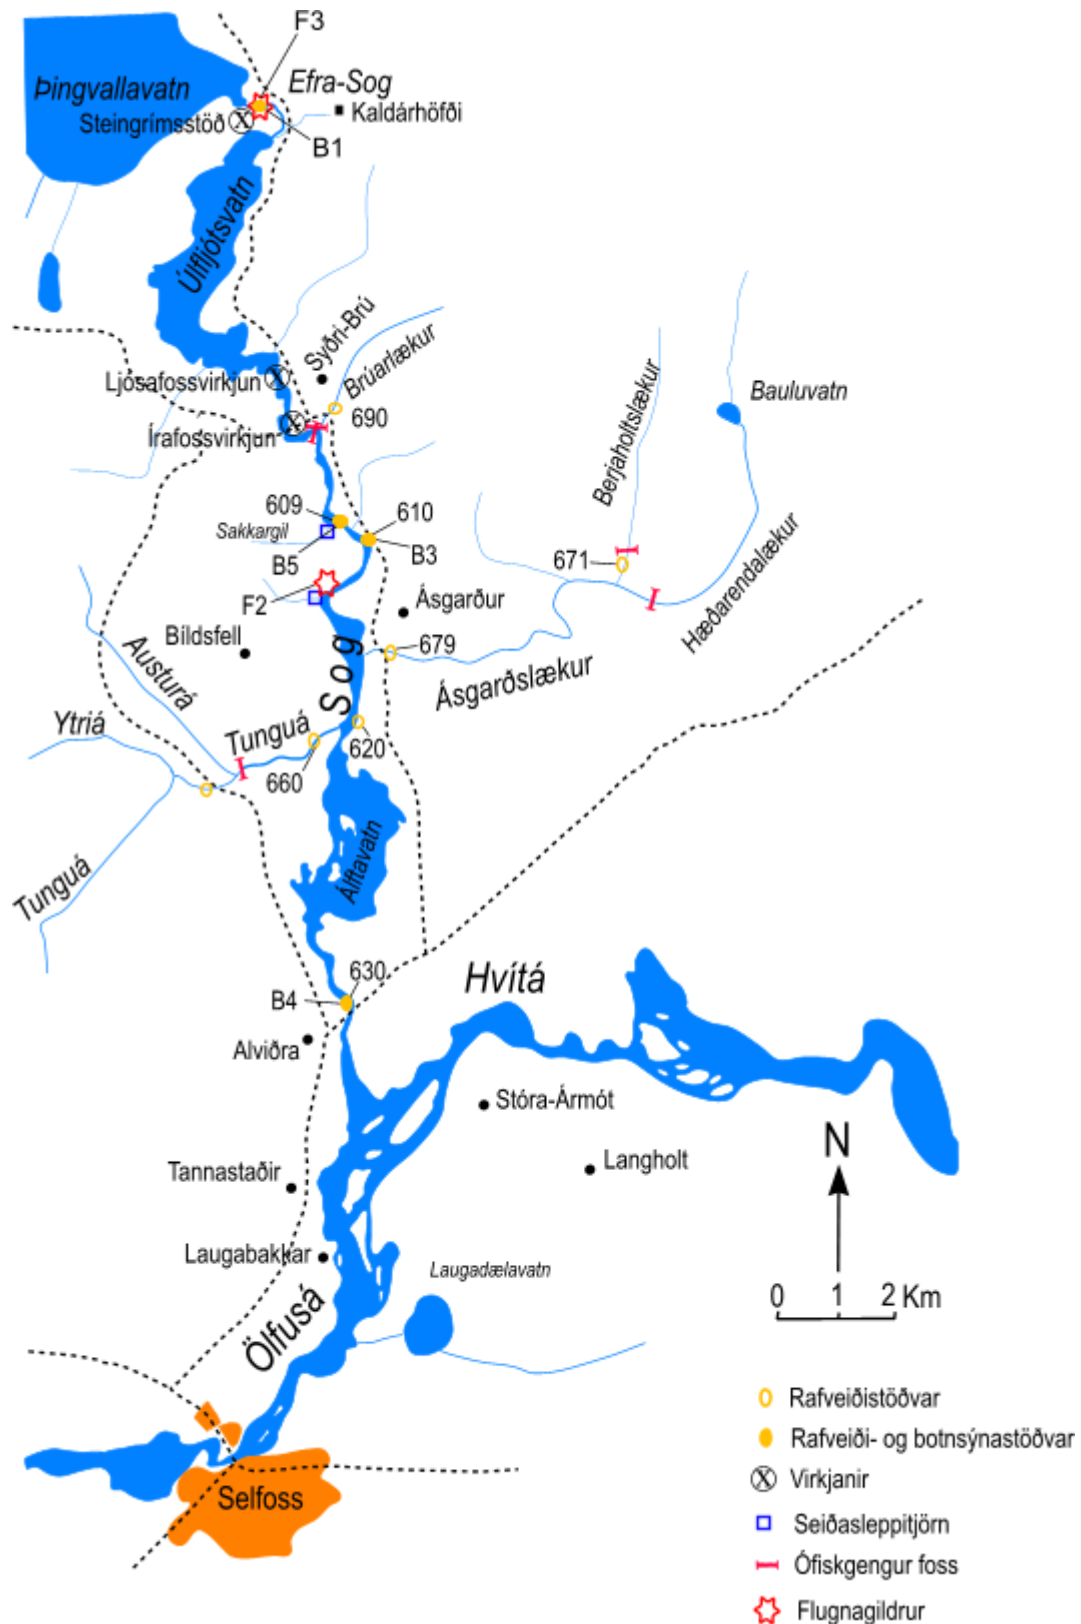 F3
Efra-Sog
Þingvallavatn
Kaldárhöfði
Steingrímsstöð
X
B1
Úlfljótsvatn
Syðri-Brú
Brúarlækur
Ljósafossvirkjun
X
690
Írafossvirkjun
X
Berjaholtslækur
Bauluvatn
609
610
Sakkargil
B5
B3
671
Hæðarendalækur
F2
Ásgarður
Bíldsfell
679
Ásgarðslækur
Sog
Austurá
Ytriá
Tunguá
620
660
Álftavatn
Tunguá
630
B4
Hvítá
Alviðra
Stóra-Ármót
N
Langholt
Tannastaðir
Laugabakkar
Laugadælavatn
0 1 2 Km
Ölfusá
Selfoss
Rafveiðistöðvar
Rafveiði- og botnsýnastöðvar
X Virkjanir
Seiðasleppitjörn
Ófiskgengur foss
Flugnagildrur